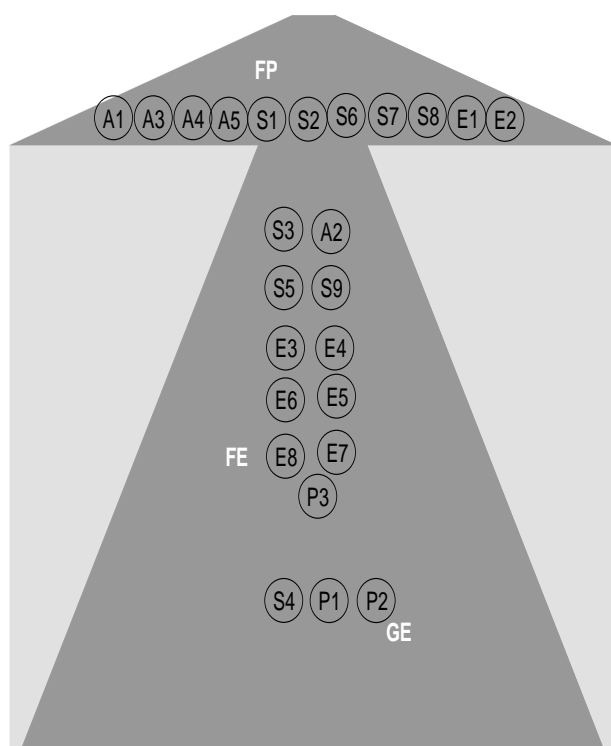 FP
A1 A3 A4 A5 S1 S2 S6 S7 S8 E1 E2
S3 A2
S5 S9
E3 E4
E6 E5
FE E8 E7
P3
S4 P1 P2
GE